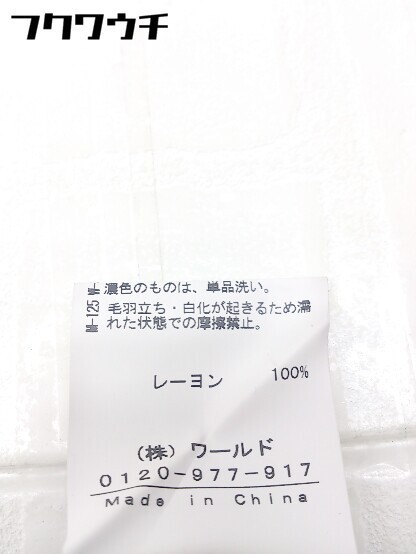 フクワウチ
濃色のものは、単品洗い。
M-125 毛羽立ち・白化が起きるため濡
れた状態での摩擦禁止。
レーヨン 100%
(株) ワールド
0120-977-917
Made in China